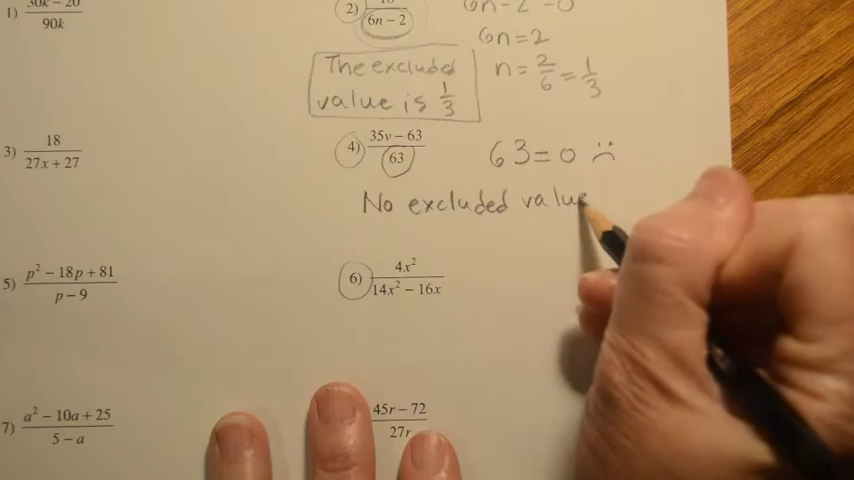 1) 30k - 20 / 90k
2) 6n - 2
6n-2=0
6n=2
n=2/6=1/3
The excluded
value is 1/3
3) 18 / 27x + 27
4) 35v - 63 / 63
63=0 :(
No excluded value
5) p² - 18p + 81 / p - 9
6) 4x² / 14x² - 16x
7) a² - 10a + 25 / 5 - a
45r - 72 / 27r